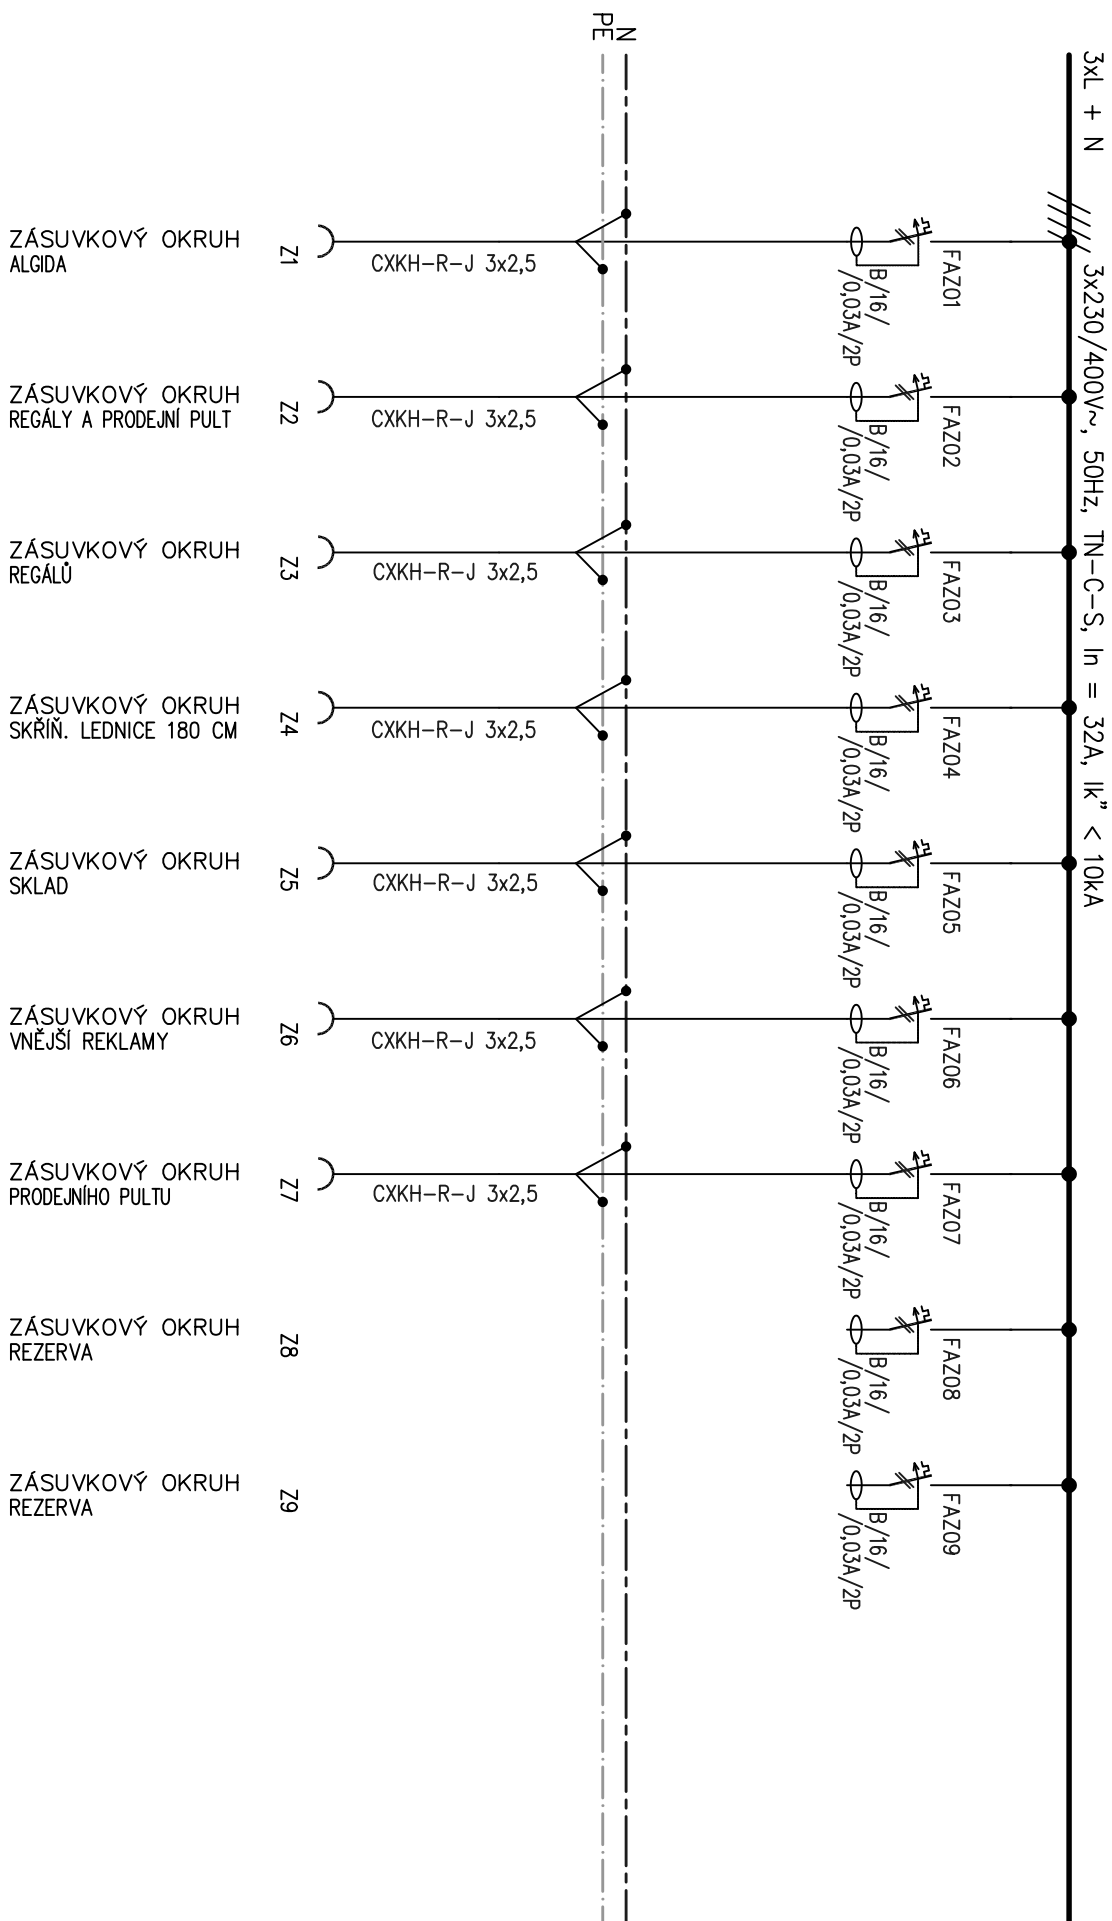 PE
N
3xL + N
3x230/400V~, 50Hz, TN-C-S, In = 32A, Ik" < 10kA
ZÁSUVKOVÝ OKRUH
ALGIDA
Z1
CXKH-R-J 3x2,5
B/16/
/0,03A/2P
FAZ01
ZÁSUVKOVÝ OKRUH
REGÁLY A PRODEJNÍ PULT
Z2
CXKH-R-J 3x2,5
B/16/
/0,03A/2P
FAZ02
ZÁSUVKOVÝ OKRUH
REGÁLŮ
Z3
CXKH-R-J 3x2,5
B/16/
/0,03A/2P
FAZ03
ZÁSUVKOVÝ OKRUH
SKŘÍŇ. LEDNICE 180 CM
Z4
CXKH-R-J 3x2,5
B/16/
/0,03A/2P
FAZ04
ZÁSUVKOVÝ OKRUH
SKLAD
Z5
CXKH-R-J 3x2,5
B/16/
/0,03A/2P
FAZ05
ZÁSUVKOVÝ OKRUH
VNĚJŠÍ REKLAMY
Z6
CXKH-R-J 3x2,5
B/16/
/0,03A/2P
FAZ06
ZÁSUVKOVÝ OKRUH
PRODEJNÍHO PULTU
Z7
CXKH-R-J 3x2,5
B/16/
/0,03A/2P
FAZ07
ZÁSUVKOVÝ OKRUH
REZERVA
Z8
B/16/
/0,03A/2P
FAZ08
ZÁSUVKOVÝ OKRUH
REZERVA
Z9
B/16/
/0,03A/2P
FAZ09